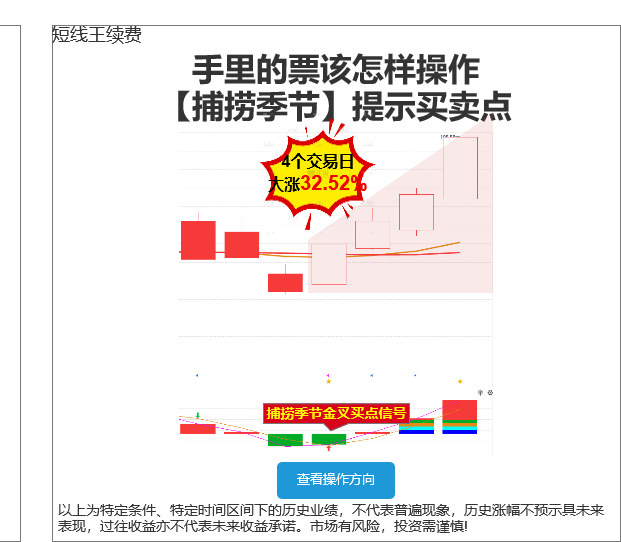 短线王续费
手里的票该怎样操作
【捕捞季节】提示买卖点
4个交易日
大涨32.52%
捕捞季节金叉买点信号
查看操作方向
以上为特定条件、特定时间区间下的历史业绩，不代表普遍现象，历史涨幅不预示具未来
表现，过往收益亦不代表未来收益承诺。市场有风险，投资需谨慎!